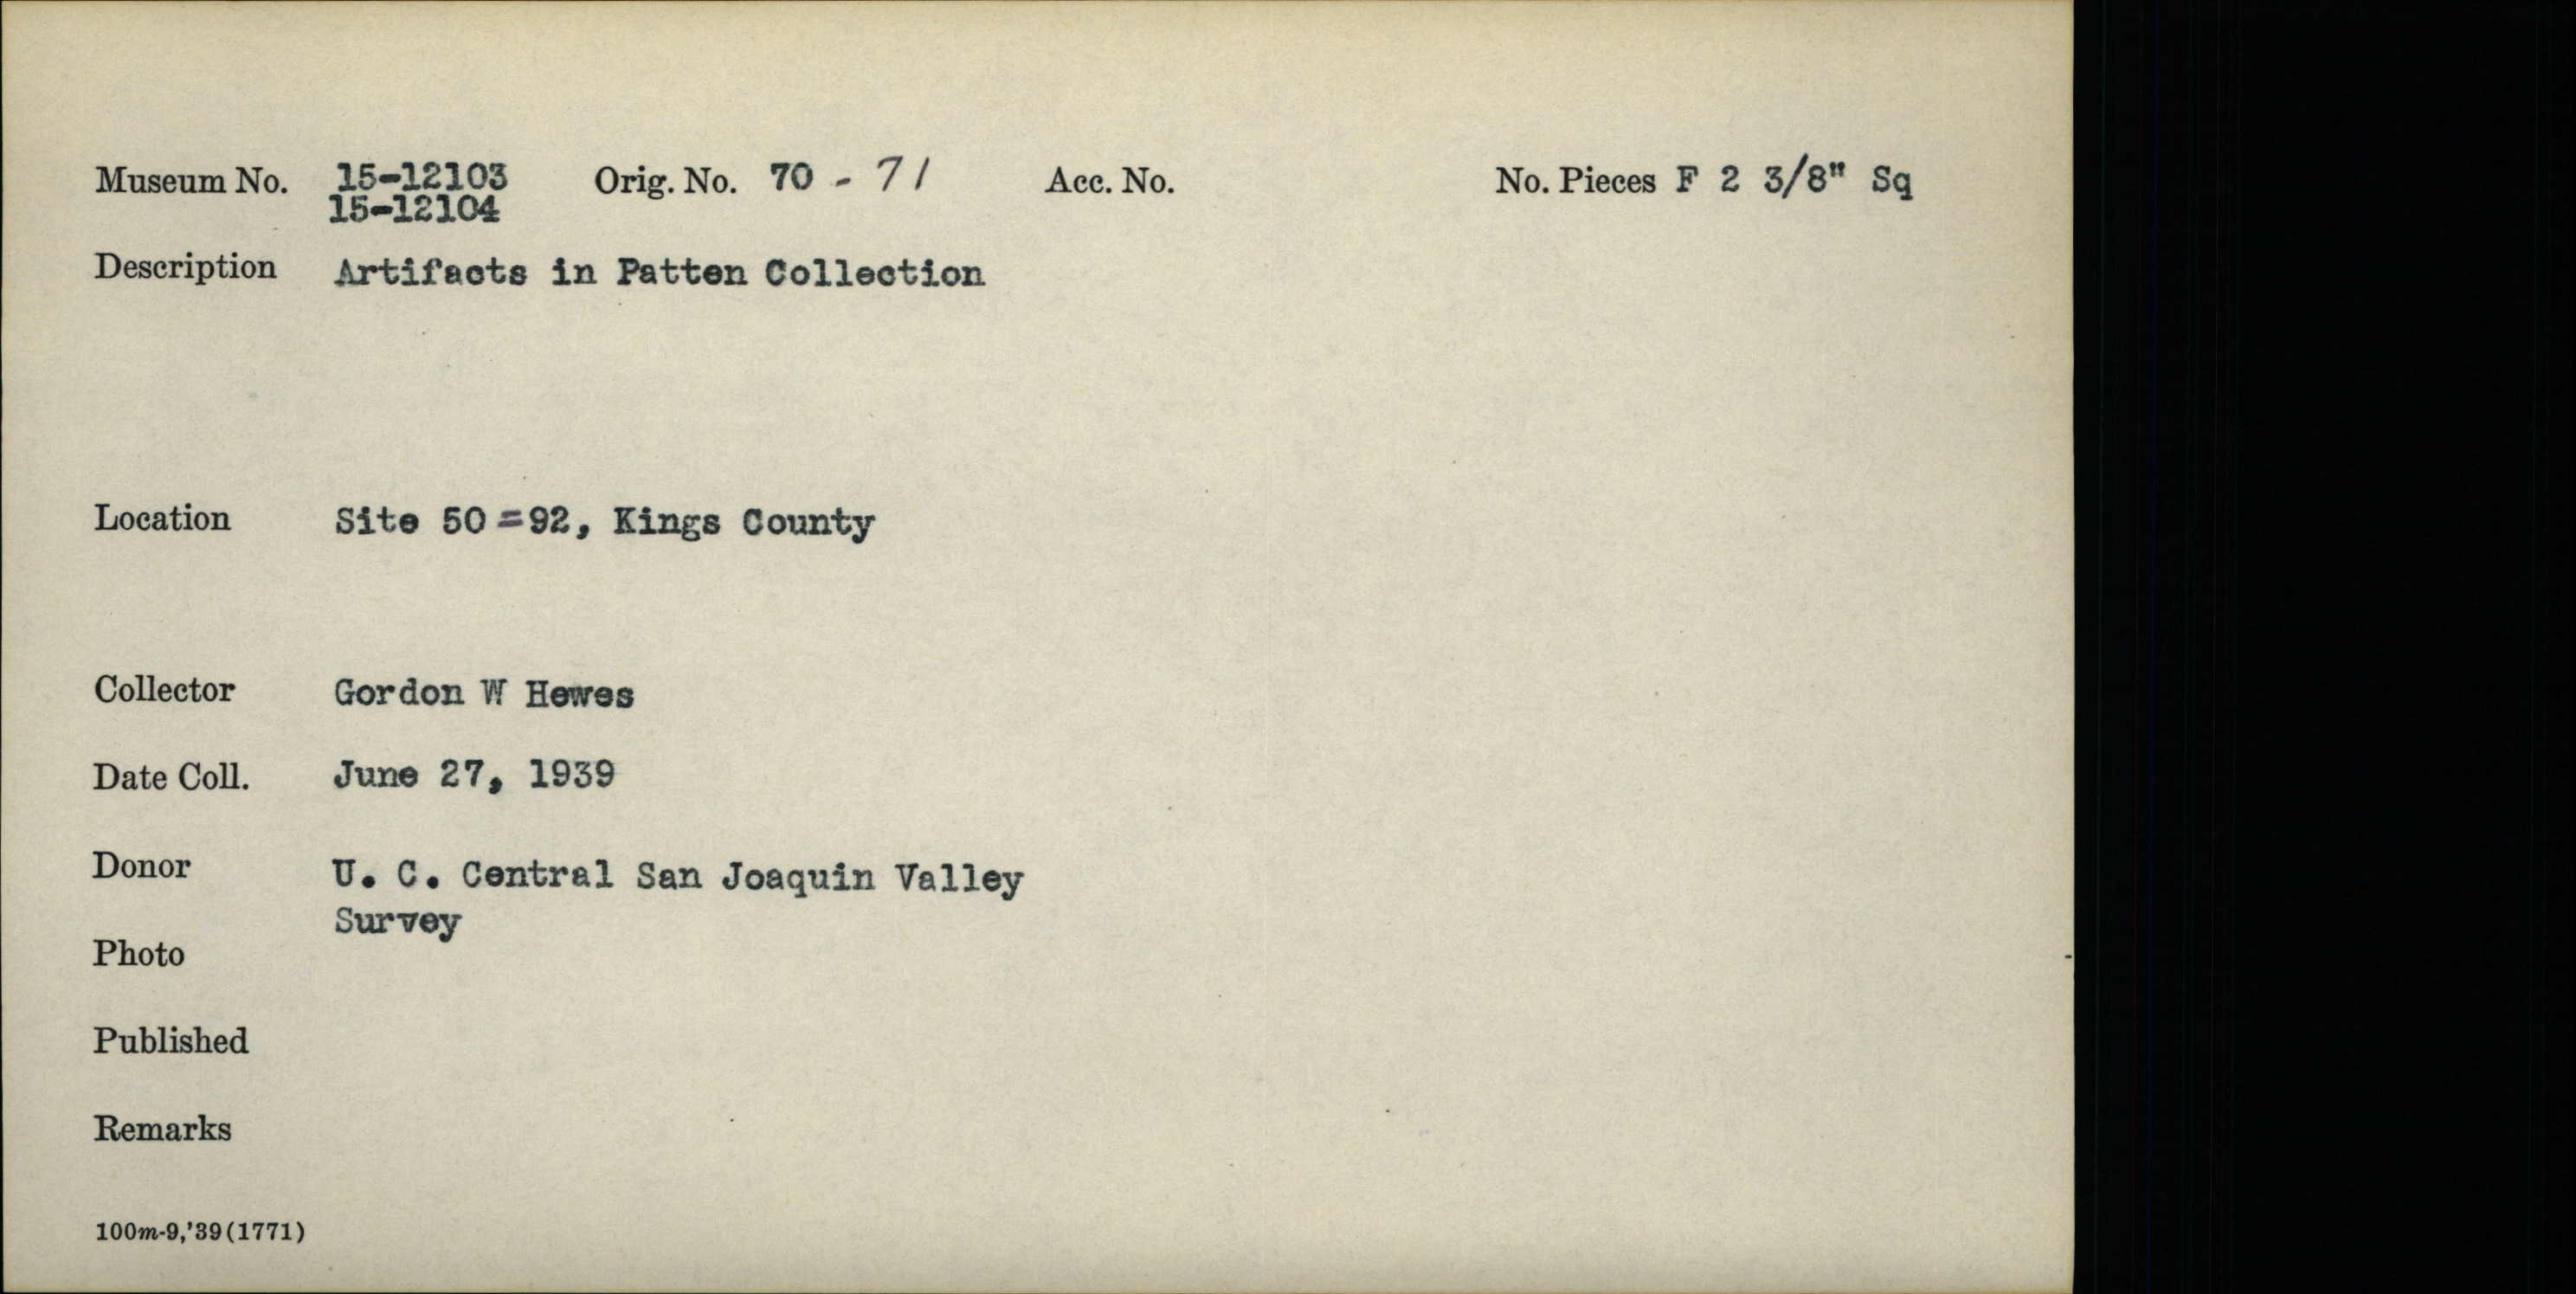 Museum No. 15-12103 Orig. No. 70 - 71 Acc. No. No. Pieces F 2 3/8" Sq
15-12104
Description Artifacts in Patten Collection
Location Site 50=92, Kings County
Collector Gordon W Hewes
Date Coll. June 27, 1939
Donor U. C. Central San Joaquin Valley
Survey
Photo
Published
Remarks
100m-9,'39(1771)